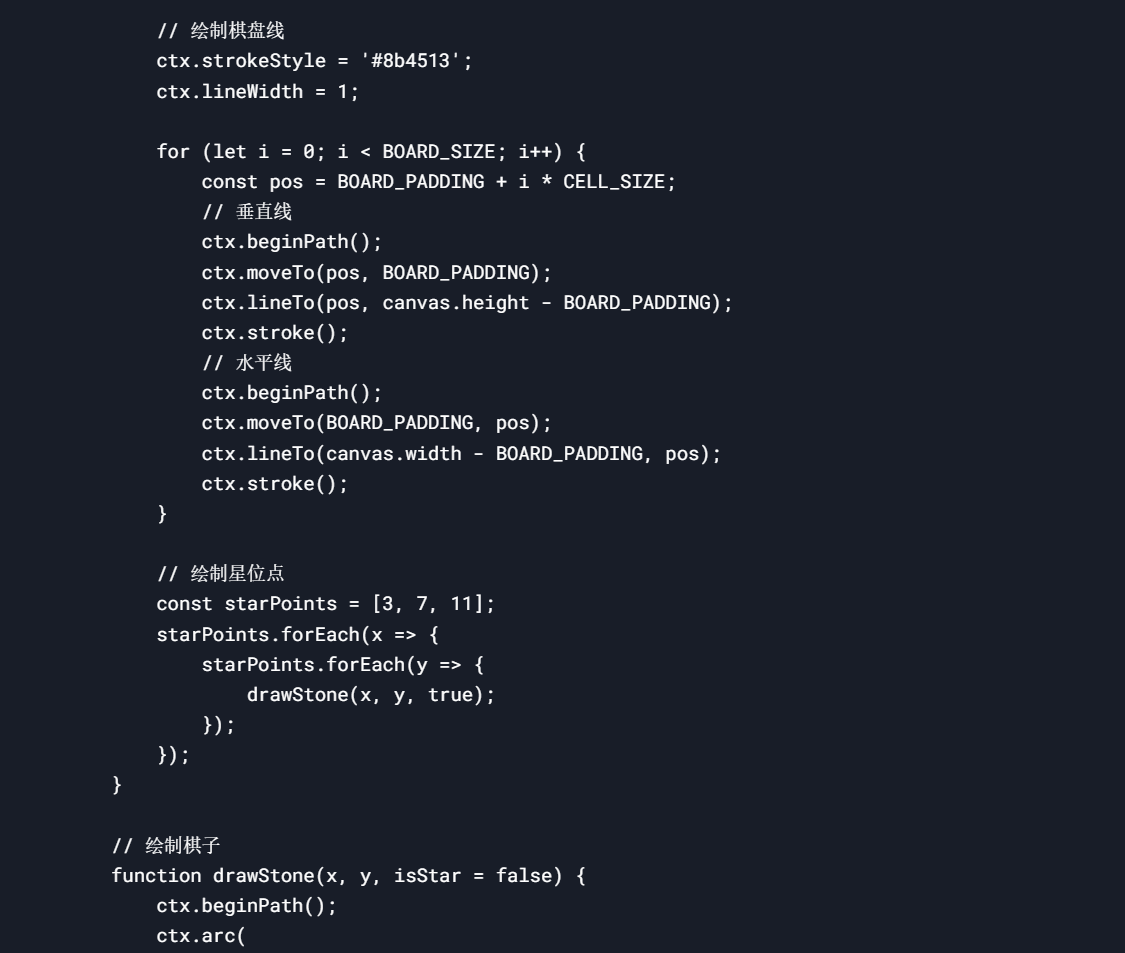 // 绘制棋盘线
ctx.strokeStyle = '#8b4513';
ctx.lineWidth = 1;
for (let i = 0; i < BOARD_SIZE; i++) {
const pos = BOARD_PADDING + i * CELL_SIZE;
// 垂直线
ctx.beginPath();
ctx.moveTo(pos, BOARD_PADDING);
ctx.lineTo(pos, canvas.height - BOARD_PADDING);
ctx.stroke();
// 水平线
ctx.beginPath();
ctx.moveTo(BOARD_PADDING, pos);
ctx.lineTo(canvas.width - BOARD_PADDING, pos);
ctx.stroke();
}
// 绘制星位点
const starPoints = [3, 7, 11];
starPoints.forEach(x => {
starPoints.forEach(y => {
drawStone(x, y, true);
});
});
}
// 绘制棋子
function drawStone(x, y, isStar = false) {
ctx.beginPath();
ctx.arc(